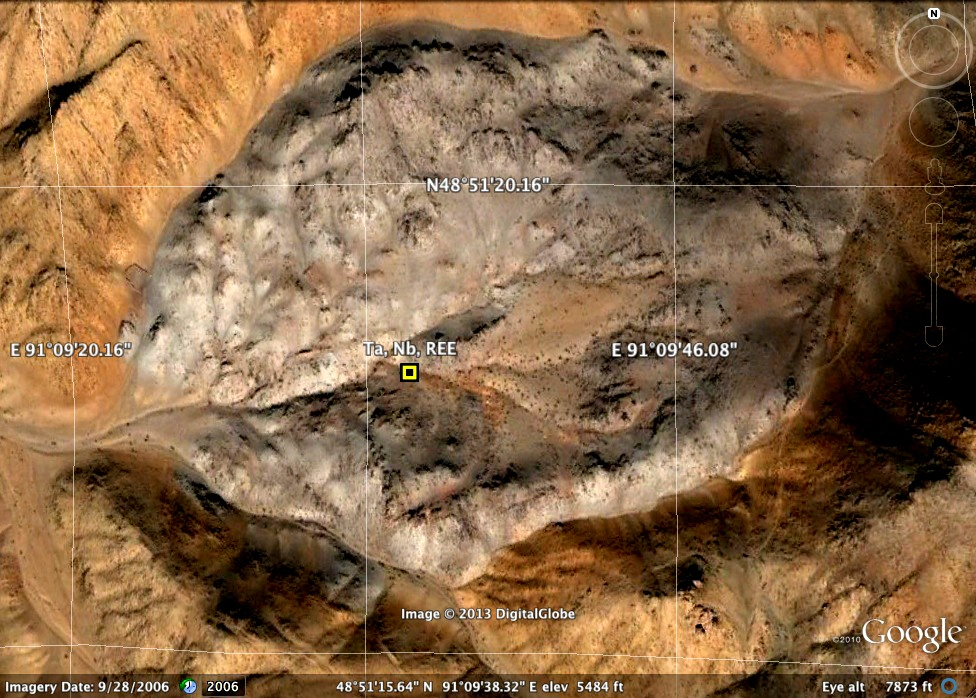 N
N48°51'20.16"
Ta, Nb, REE
E 91°09'20.16"
E 91°09'46.08"
Image © 2013 DigitalGlobe
©2010 Google
Imagery Date: 9/28/2006 2006 48°51'15.64" N 91°09'38.32" E elev 5484 ft Eye alt 7873 ft